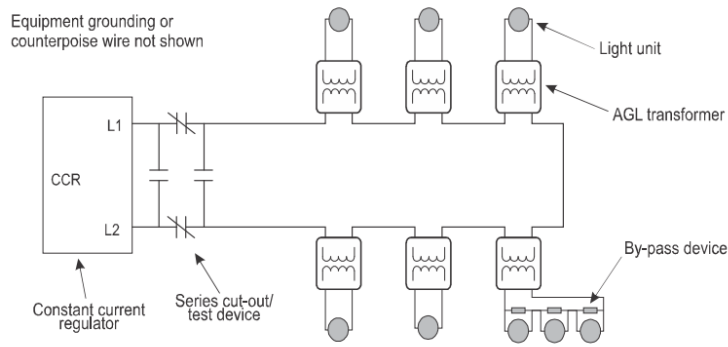 Equipment grounding or
counterpoise wire not shown
Light unit
AGL transformer
L1
CCR
L2
By-pass device
Constant current
regulator
Series cut-out/
test device